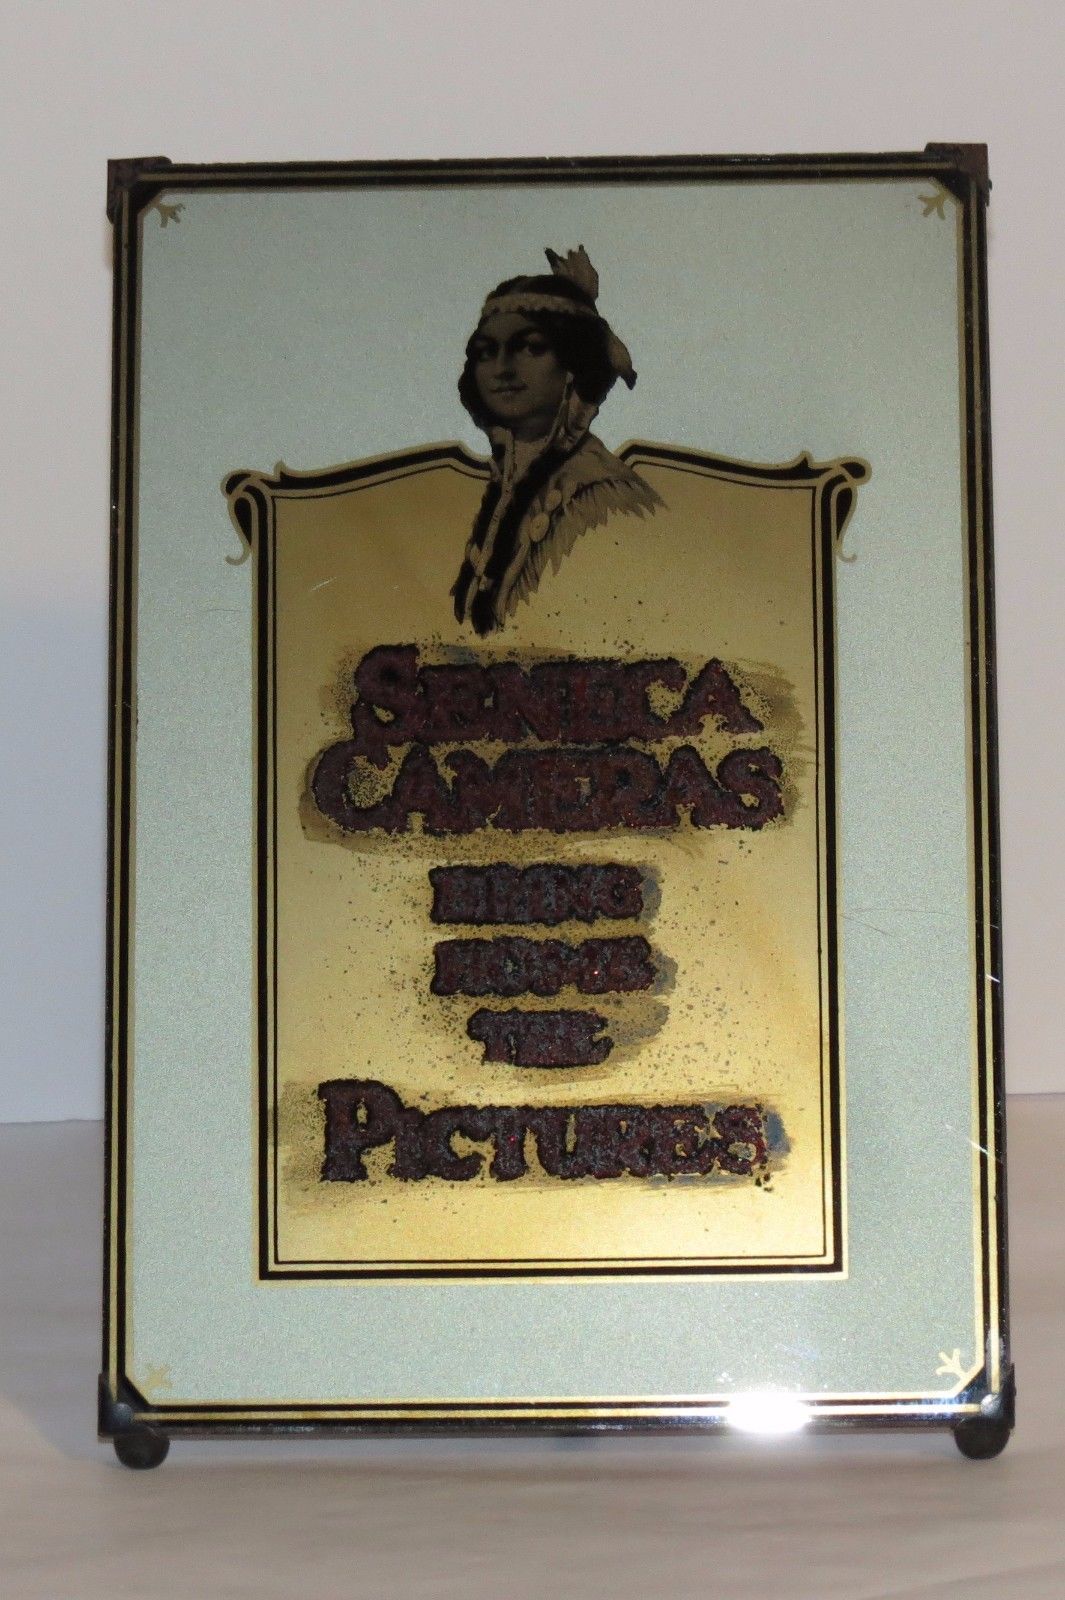 SENECA
CAMERAS
BRING
HOME
THE
PICTURES